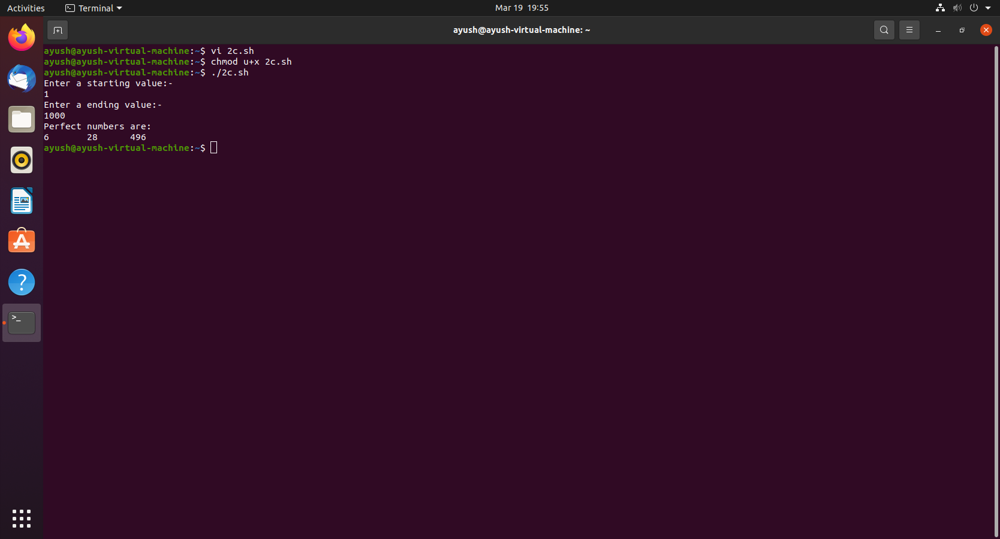 Activities Terminal Mar 19 19:55
ayush@ayush-virtual-machine: ~
ayush@ayush-virtual-machine:~$ vi 2c.sh
ayush@ayush-virtual-machine:~$ chmod u+x 2c.sh
ayush@ayush-virtual-machine:~$ ./2c.sh
Enter a starting value:-
1
Enter a ending value:-
1000
Perfect numbers are:
6 28 496
ayush@ayush-virtual-machine:~$